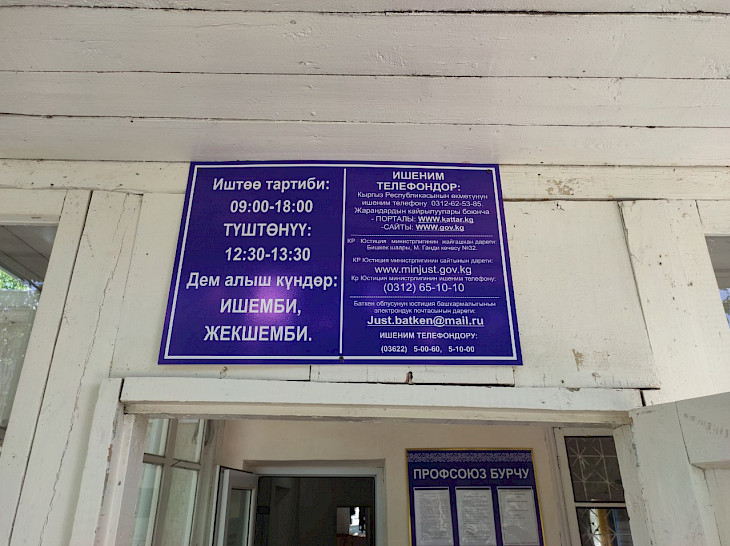 Иштөө тартиби:
09:00-18:00
ТҮШТӨНҮҮ:
12:30-13:30
Дем алыш күндөр:
ИШЕМБИ,
ЖЕКШЕМБИ.
ИШЕНИМ
ТЕЛЕФОНДОР:
Кыргыз Республикасынын өкмөтүнүн
ишеним телефону 0312-62-53-85.
Жарандардын кайрылуулары боюнча
- ПОРТАЛЫ: WWW.kattar.kg
-САЙТЫ: WWW.gov.kg
КР Юстиция министрлигинин жайгашкан дареги:
Бишкек шаары, М. Ганди көчөсү №32.
КР Юстиция министрлигинин сайтынын дареги:
www.minjust.gov.kg
Кр Юстиция министрлигинин ишеним телефону:
(0312) 65-10-10
Баткен облусунун юстиция башкармалыгынын
электрондук почтасынын дареги:
Just.batken@mail.ru
ИШЕНИМ ТЕЛЕФОНДОРУ:
(03622) 5-00-60, 5-10-00
ПРОФСОЮЗ БУРЧУ